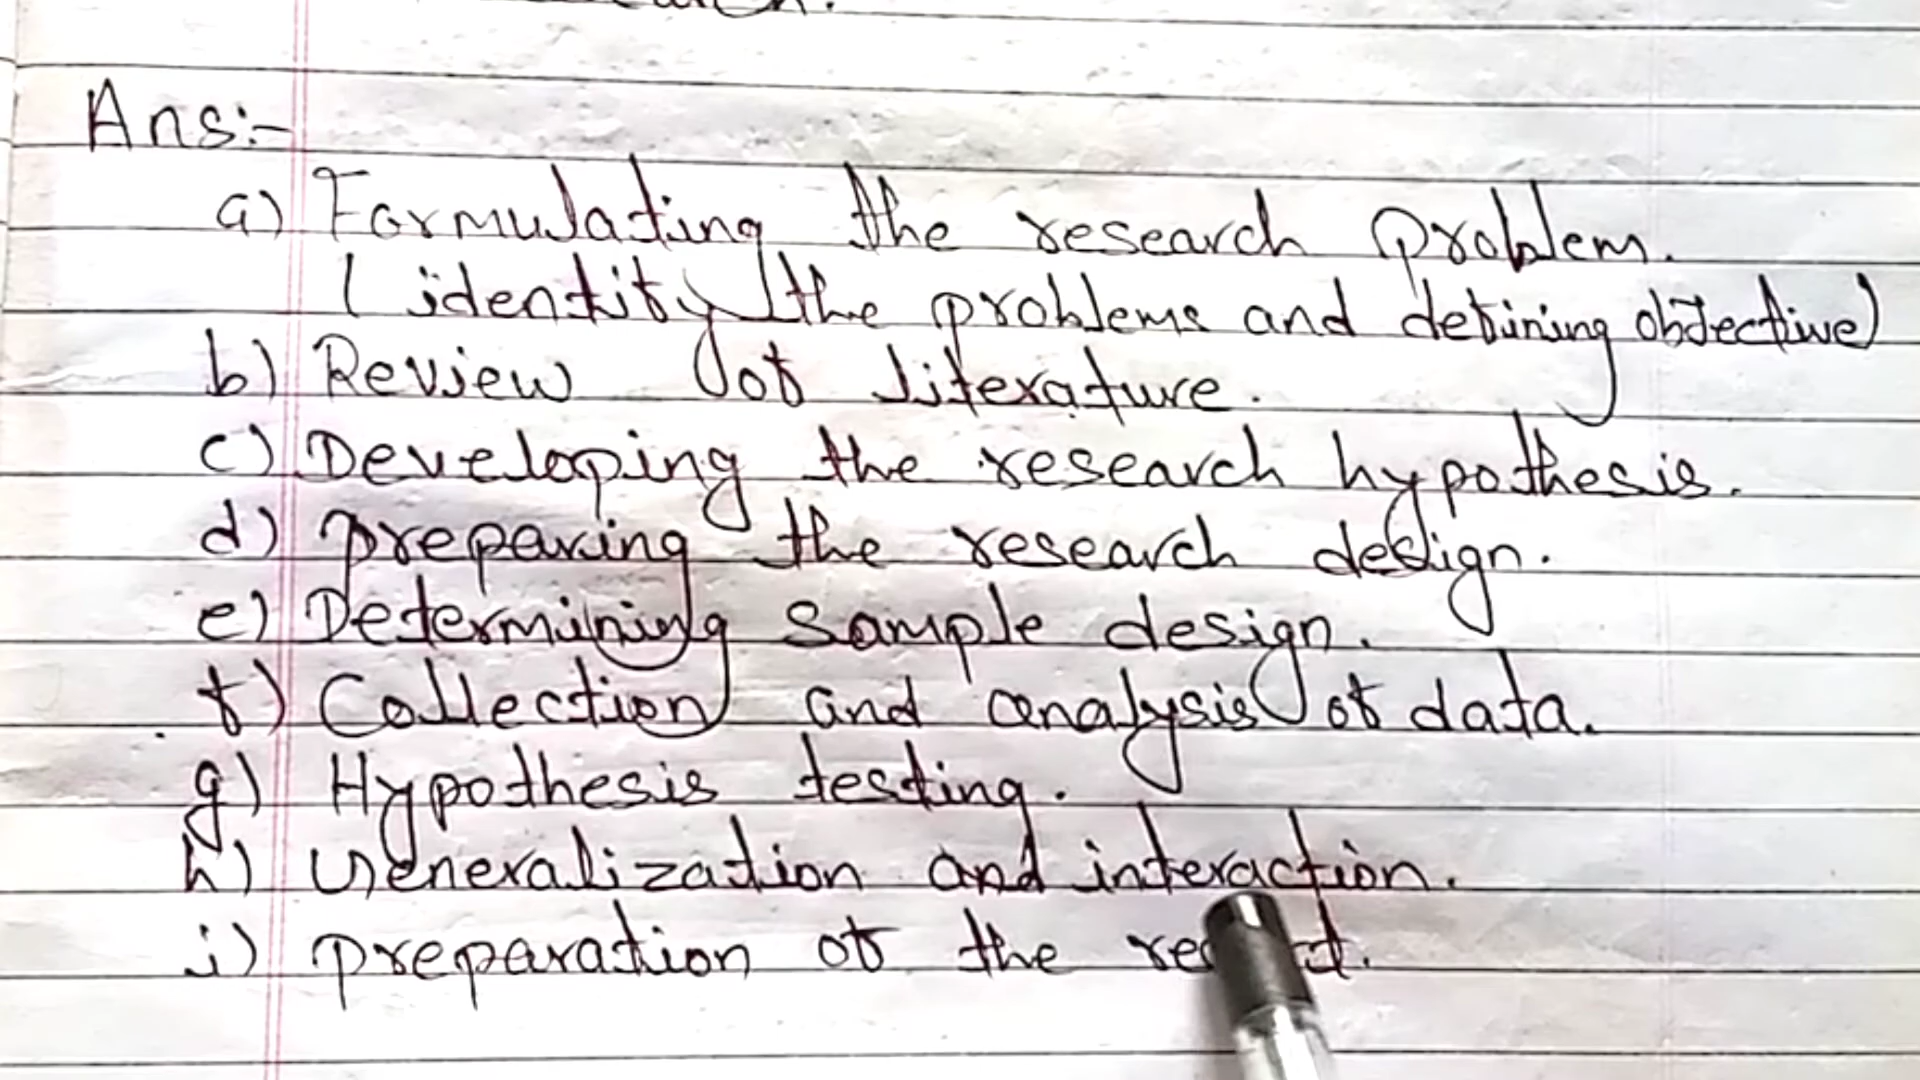 Ans:-
a) Formulating the research problem.
( identify the problems and defining objective)
b) Review of literature.
c) Developing the research hypothesis.
d) preparing the research design.
e) Determining sample design.
f) Collection and analysis of data.
g) Hypothesis testing.
h) Generalization and interaction.
i) preparation of the